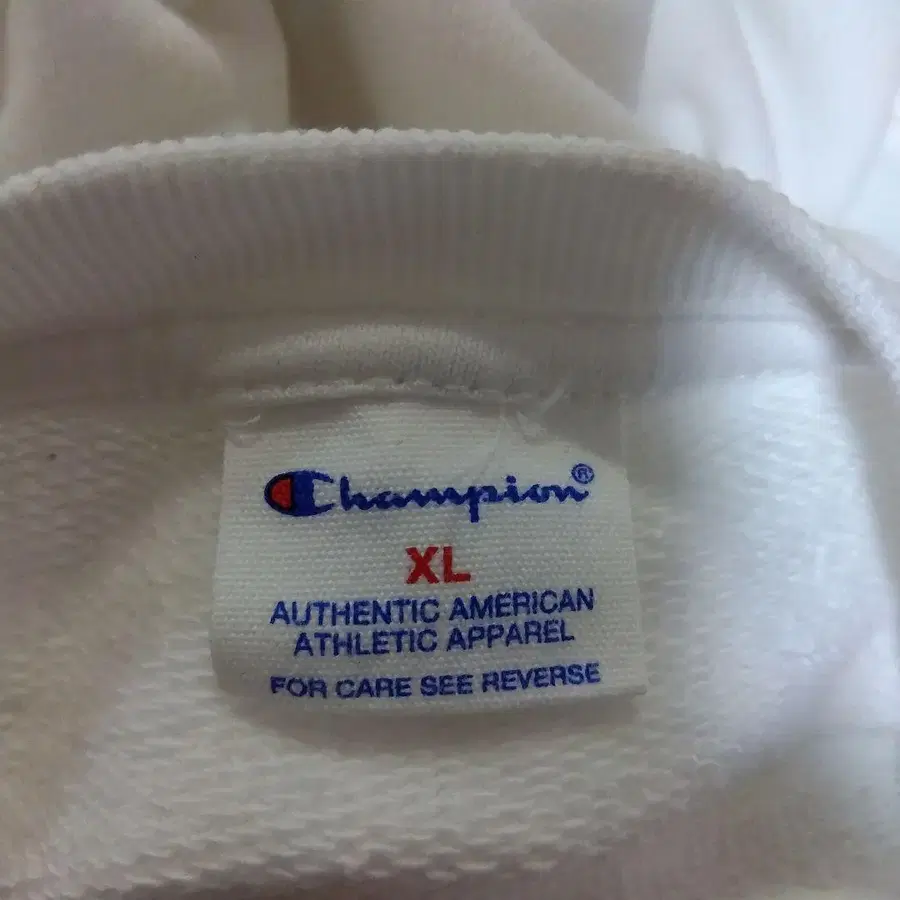 Champion®
XL
AUTHENTIC AMERICAN
ATHLETIC APPAREL
FOR CARE SEE REVERSE